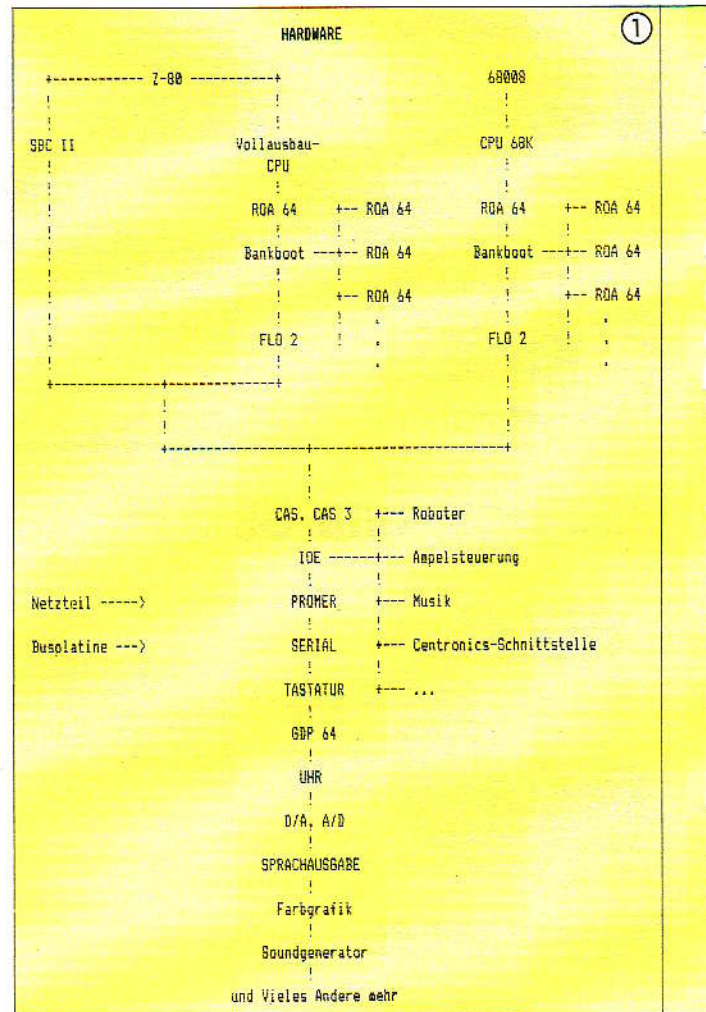 HARDWARE
1
Z-80 68008
SBC II Vollausbau- CPU 68K
CPU
ROA 64 ROA 64 ROA 64 ROA 64
Bankboot ROA 64 Bankboot ROA 64
ROA 64 ROA 64
FLO 2 FLO 2
CAS, CAS 3 Roboter
IOE Ampelsteuerung
Netzteil -----> PROMER Musik
Busplatine ---> SERIAL Centronics-Schnittstelle
TASTATUR ...
GDP 64
UHR
D/A, A/D
SPRACHAUSGABE
Farbgrafik
Soundgenerator
und Vieles Andere mehr